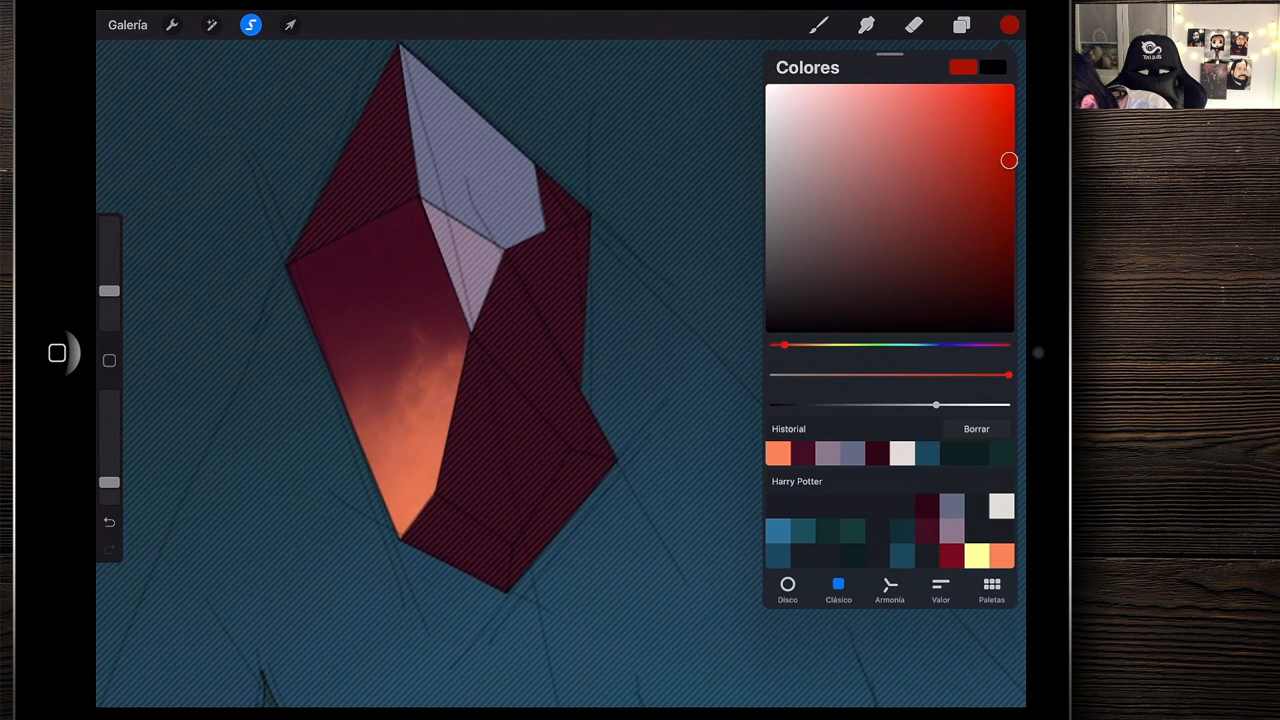 Galería
Colores
Historial
Borrar
Harry Potter
Disco
Clásico
Armonía
Valor
Paletas